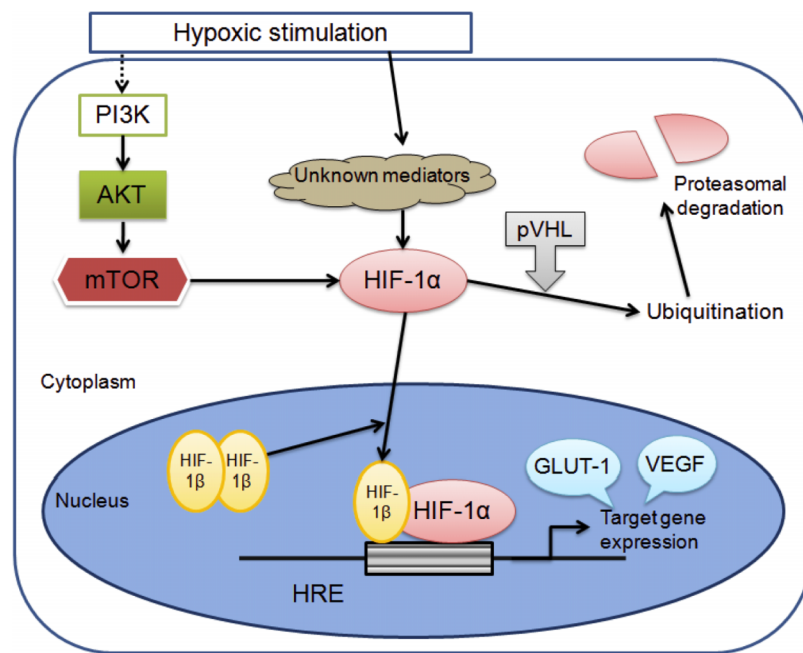 Hypoxic stimulation
PI3K
AKT
mTOR
Unknown mediators
HIF-1α
pVHL
Proteasomal
degradation
Ubiquitination
Cytoplasm
Nucleus
HIF-
1β
HIF-
1β
HIF-
1β
HIF-1α
HRE
GLUT-1
VEGF
Target gene
expression